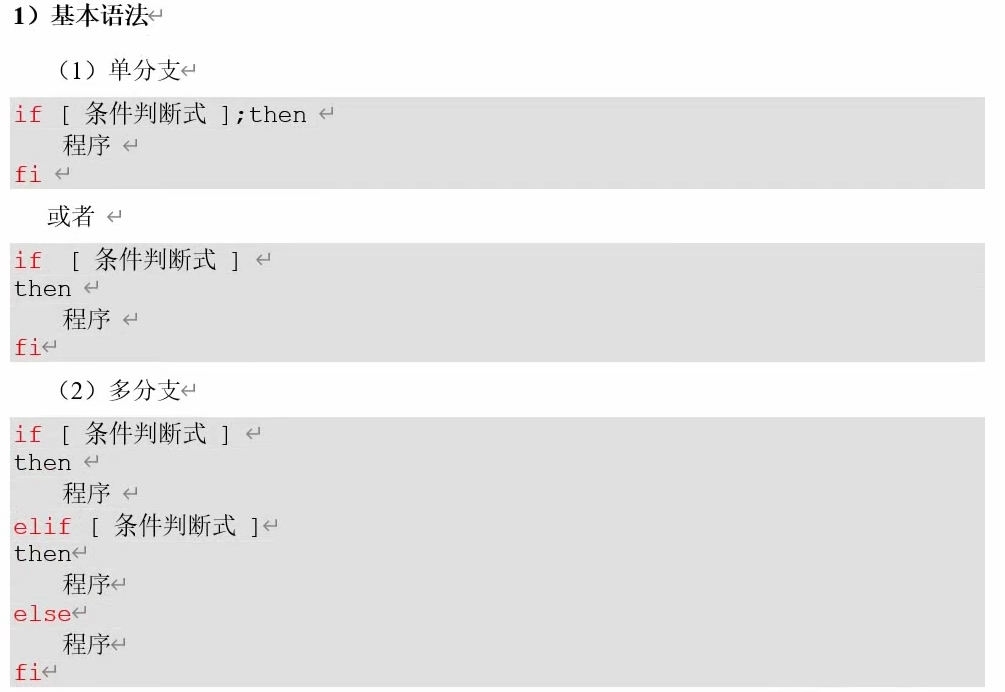 1）基本语法↵
（1）单分支↵
if [ 条件判断式 ];then ↵
程序 ↵
fi ↵
或者 ↵
if [ 条件判断式 ] ↵
then ↵
程序 ↵
fi↵
（2）多分支↵
if [ 条件判断式 ] ↵
then ↵
程序 ↵
elif [ 条件判断式 ]↵
then↵
程序↵
else↵
程序↵
fi↵